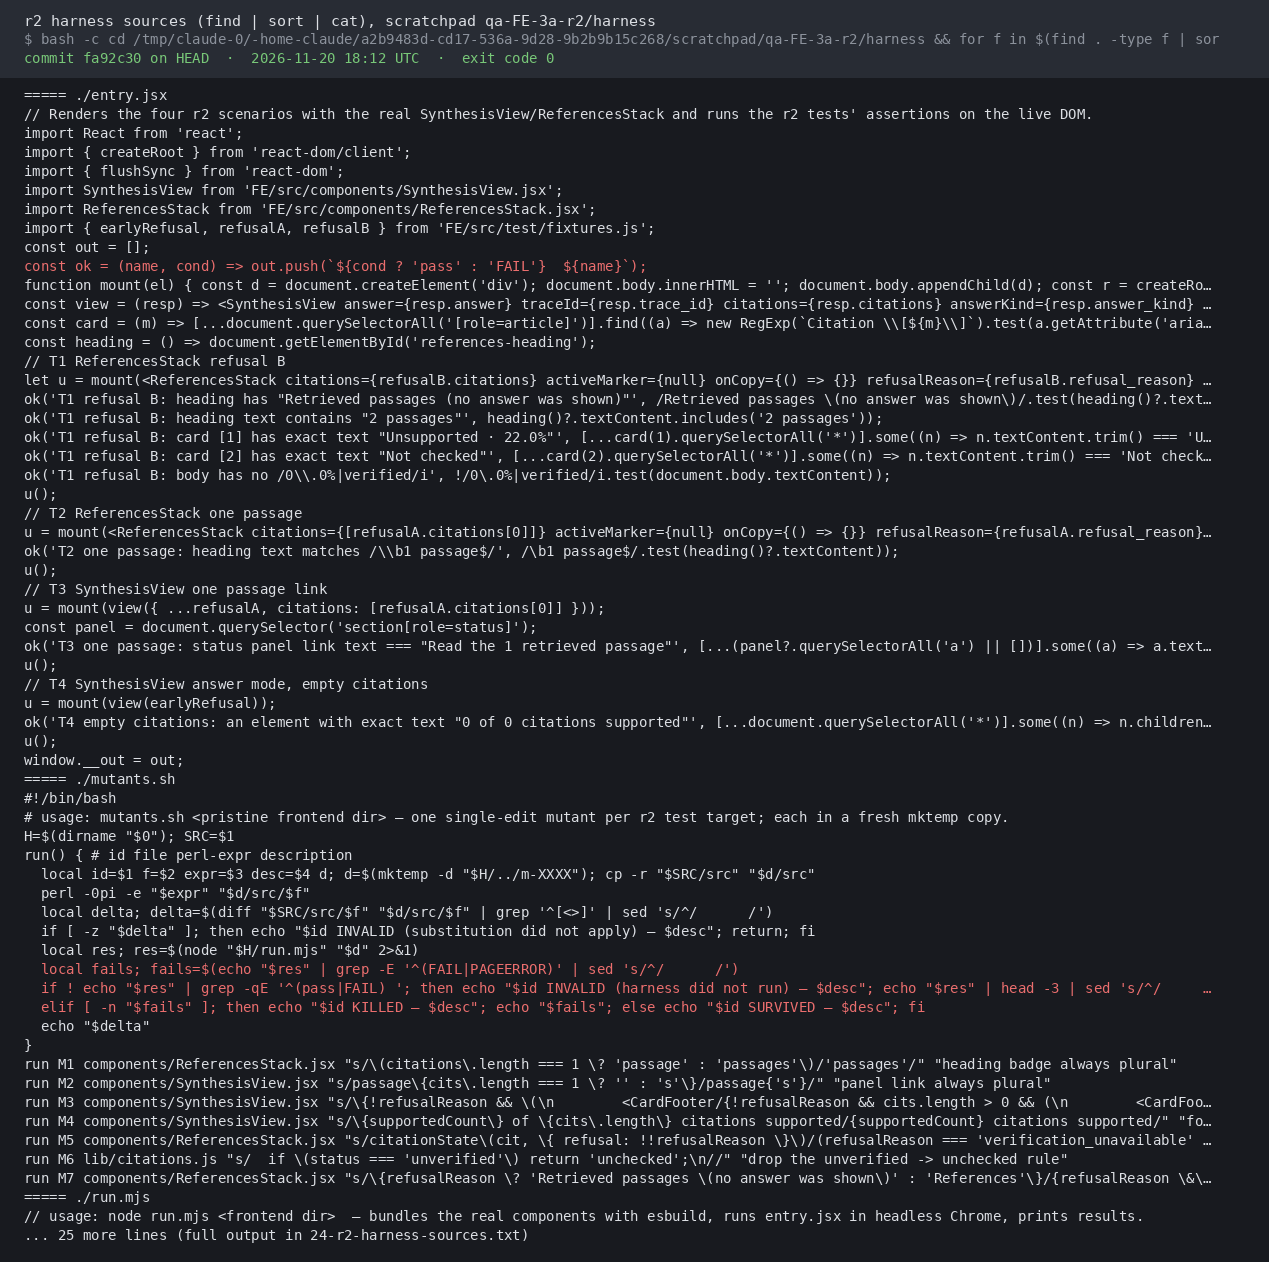 r2 harness sources (find | sort | cat), scratchpad qa-FE-3a-r2/harness
$ bash -c cd /tmp/claude-0/-home-claude/a2b9483d-cd17-536a-9d28-9b2b9b15c268/scratchpad/qa-FE-3a-r2/harness && for f in $(find . -type f | sor
commit fa92c30 on HEAD  ·  2026-11-20 18:12 UTC  ·  exit code 0
===== ./entry.jsx
// Renders the four r2 scenarios with the real SynthesisView/ReferencesStack and runs the r2 tests' assertions on the live DOM.
import React from 'react';
import { createRoot } from 'react-dom/client';
import { flushSync } from 'react-dom';
import SynthesisView from 'FE/src/components/SynthesisView.jsx';
import ReferencesStack from 'FE/src/components/ReferencesStack.jsx';
import { earlyRefusal, refusalA, refusalB } from 'FE/src/test/fixtures.js';
const out = [];
const ok = (name, cond) => out.push(`${cond ? 'pass' : 'FAIL'}  ${name}`);
function mount(el) { const d = document.createElement('div'); document.body.innerHTML = ''; document.body.appendChild(d); const r = createRo…
const view = (resp) => <SynthesisView answer={resp.answer} traceId={resp.trace_id} citations={resp.citations} answerKind={resp.answer_kind} …
const card = (m) => [...document.querySelectorAll('[role=article]')].find((a) => new RegExp(`Citation \\[${m}\\]`).test(a.getAttribute('aria…
const heading = () => document.getElementById('references-heading');
// T1 ReferencesStack refusal B
let u = mount(<ReferencesStack citations={refusalB.citations} activeMarker={null} onCopy={() => {}} refusalReason={refusalB.refusal_reason} …
ok('T1 refusal B: heading has "Retrieved passages (no answer was shown)"', /Retrieved passages \(no answer was shown\)/.test(heading()?.text…
ok('T1 refusal B: heading text contains "2 passages"', heading()?.textContent.includes('2 passages'));
ok('T1 refusal B: card [1] has exact text "Unsupported · 22.0%"', [...card(1).querySelectorAll('*')].some((n) => n.textContent.trim() === 'U…
ok('T1 refusal B: card [2] has exact text "Not checked"', [...card(2).querySelectorAll('*')].some((n) => n.textContent.trim() === 'Not check…
ok('T1 refusal B: body has no /0\\.0%|verified/i', !/0\.0%|verified/i.test(document.body.textContent));
u();
// T2 ReferencesStack one passage
u = mount(<ReferencesStack citations={[refusalA.citations[0]]} activeMarker={null} onCopy={() => {}} refusalReason={refusalA.refusal_reason}…
ok('T2 one passage: heading text matches /\\b1 passage$/', /\b1 passage$/.test(heading()?.textContent));
u();
// T3 SynthesisView one passage link
u = mount(view({ ...refusalA, citations: [refusalA.citations[0]] }));
const panel = document.querySelector('section[role=status]');
ok('T3 one passage: status panel link text === "Read the 1 retrieved passage"', [...(panel?.querySelectorAll('a') || [])].some((a) => a.text…
u();
// T4 SynthesisView answer mode, empty citations
u = mount(view(earlyRefusal));
ok('T4 empty citations: an element with exact text "0 of 0 citations supported"', [...document.querySelectorAll('*')].some((n) => n.children…
u();
window.__out = out;
===== ./mutants.sh
#!/bin/bash
# usage: mutants.sh <pristine frontend dir> — one single-edit mutant per r2 test target; each in a fresh mktemp copy.
H=$(dirname "$0"); SRC=$1
run() { # id file perl-expr description
  local id=$1 f=$2 expr=$3 desc=$4 d; d=$(mktemp -d "$H/../m-XXXX"); cp -r "$SRC/src" "$d/src"
  perl -0pi -e "$expr" "$d/src/$f"
  local delta; delta=$(diff "$SRC/src/$f" "$d/src/$f" | grep '^[<>]' | sed 's/^/      /')
  if [ -z "$delta" ]; then echo "$id INVALID (substitution did not apply) — $desc"; return; fi
  local res; res=$(node "$H/run.mjs" "$d" 2>&1)
  local fails; fails=$(echo "$res" | grep -E '^(FAIL|PAGEERROR)' | sed 's/^/      /')
  if ! echo "$res" | grep -qE '^(pass|FAIL) '; then echo "$id INVALID (harness did not run) — $desc"; echo "$res" | head -3 | sed 's/^/     …
  elif [ -n "$fails" ]; then echo "$id KILLED — $desc"; echo "$fails"; else echo "$id SURVIVED — $desc"; fi
  echo "$delta"
}
run M1 components/ReferencesStack.jsx "s/\(citations\.length === 1 \? 'passage' : 'passages'\)/'passages'/" "heading badge always plural"
run M2 components/SynthesisView.jsx "s/passage\{cits\.length === 1 \? '' : 's'\}/passage{'s'}/" "panel link always plural"
run M3 components/SynthesisView.jsx "s/\{!refusalReason && \(\n        <CardFooter/{!refusalReason && cits.length > 0 && (\n        <CardFoo…
run M4 components/SynthesisView.jsx "s/\{supportedCount\} of \{cits\.length\} citations supported/{supportedCount} citations supported/" "fo…
run M5 components/ReferencesStack.jsx "s/citationState\(cit, \{ refusal: !!refusalReason \}\)/(refusalReason === 'verification_unavailable' …
run M6 lib/citations.js "s/  if \(status === 'unverified'\) return 'unchecked';\n//" "drop the unverified -> unchecked rule"
run M7 components/ReferencesStack.jsx "s/\{refusalReason \? 'Retrieved passages \(no answer was shown\)' : 'References'\}/{refusalReason \&\…
===== ./run.mjs
// usage: node run.mjs <frontend dir>  — bundles the real components with esbuild, runs entry.jsx in headless Chrome, prints results.
... 25 more lines (full output in 24-r2-harness-sources.txt)